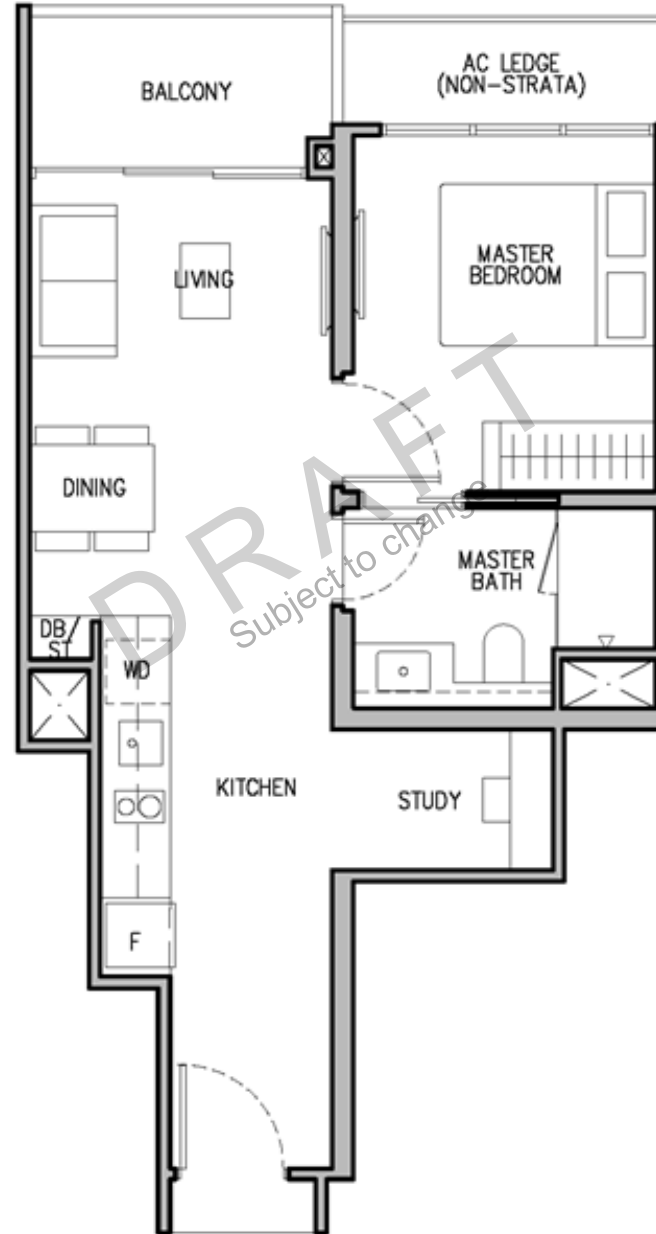 BALCONY
AC LEDGE
(NON-STRATA)
LIVING
MASTER
BEDROOM
DINING
DRAFT
Subject to change
MASTER
BATH
DB/
ST
WD
KITCHEN
STUDY
F